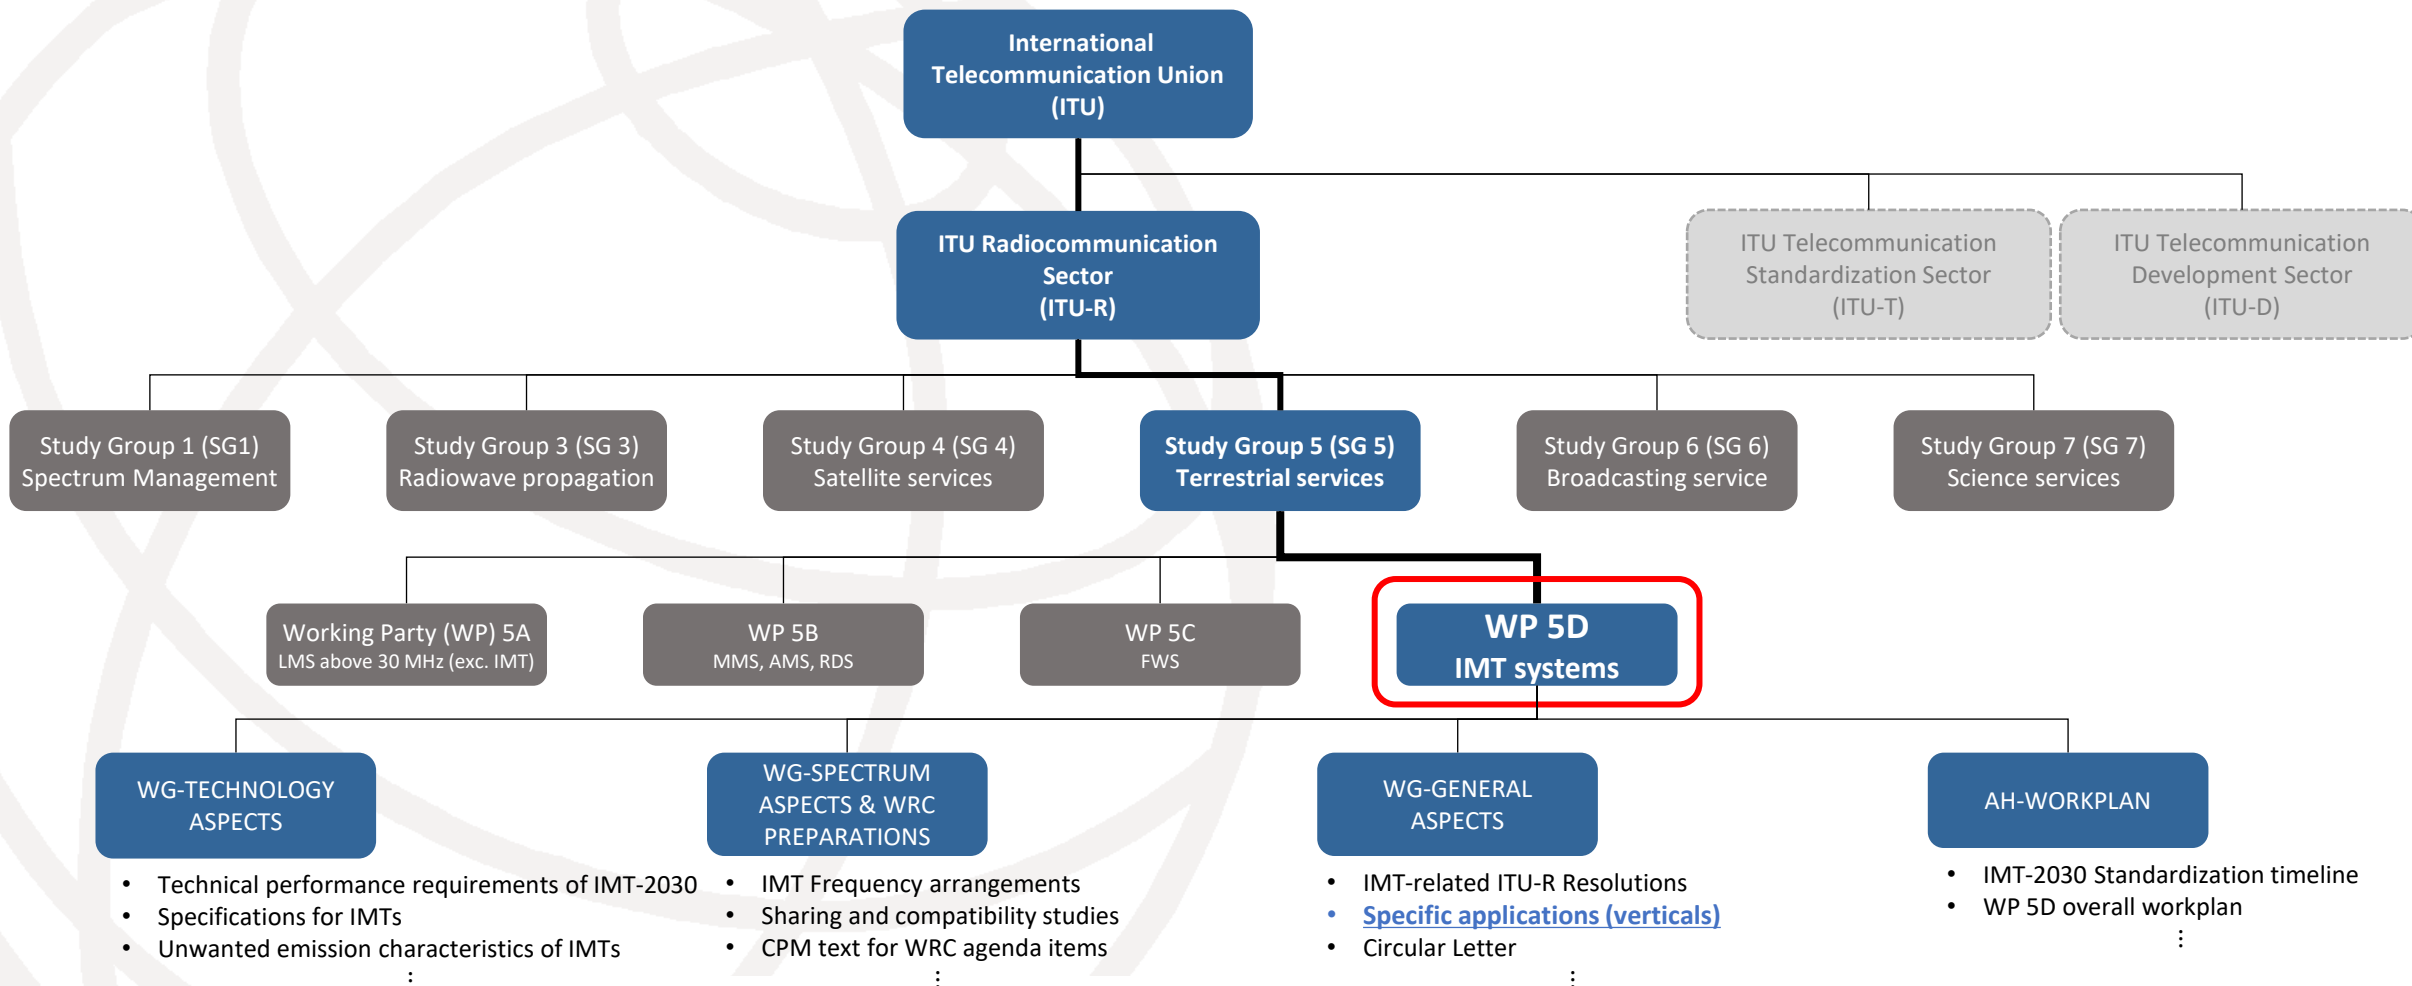 International
Telecommunication Union
(ITU)
ITU Radiocommunication
Sector
(ITU-R)
ITU Telecommunication
Standardization Sector
(ITU-T)
ITU Telecommunication
Development Sector
(ITU-D)
Study Group 1 (SG1)
Spectrum Management
Study Group 3 (SG 3)
Radiowave propagation
Study Group 4 (SG 4)
Satellite services
Study Group 5 (SG 5)
Terrestrial services
Study Group 6 (SG 6)
Broadcasting service
Study Group 7 (SG 7)
Science services
Working Party (WP) 5A
LMS above 30 MHz (exc. IMT)
WP 5B
MMS, AMS, RDS
WP 5C
FWS
WP 5D
IMT systems
WG-TECHNOLOGY
ASPECTS
• Technical performance requirements of IMT-2030
• Specifications for IMTs
• Unwanted emission characteristics of IMTs
⋮
WG-SPECTRUM
ASPECTS & WRC
PREPARATIONS
• IMT Frequency arrangements
• Sharing and compatibility studies
• CPM text for WRC agenda items
⋮
WG-GENERAL
ASPECTS
• IMT-related ITU-R Resolutions
• Specific applications (verticals)
• Circular Letter
⋮
AH-WORKPLAN
• IMT-2030 Standardization timeline
• WP 5D overall workplan
⋮